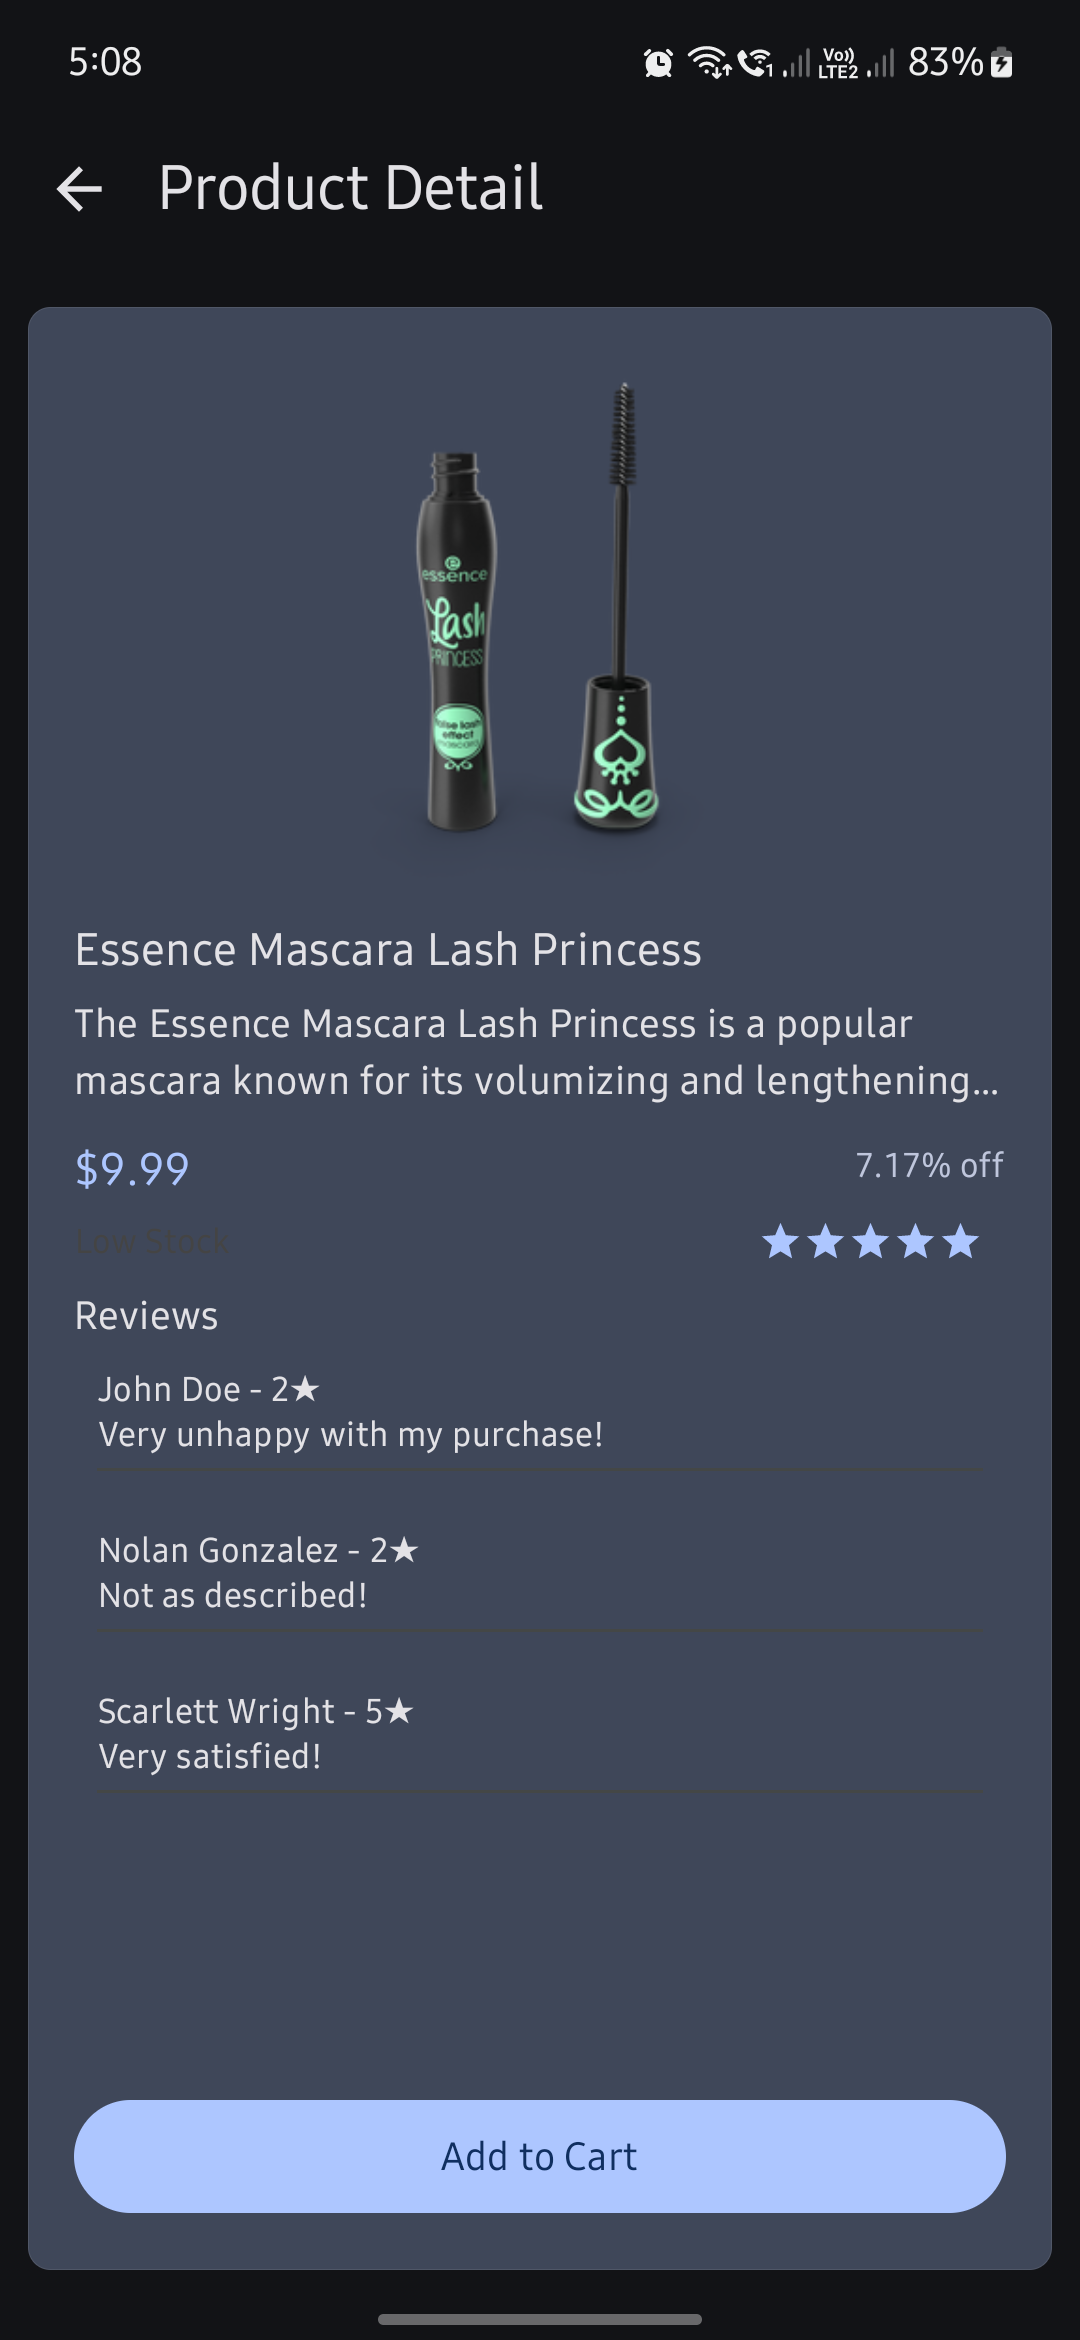 5:08
1
Vo))
LTE2
83%
Product Detail
essence
Lash
PRINCESS
false lash
effect
mascara
Essence Mascara Lash Princess
The Essence Mascara Lash Princess is a popular
mascara known for its volumizing and lengthening...
$9.99
7.17% off
Low Stock
Reviews
John Doe - 2★
Very unhappy with my purchase!
Nolan Gonzalez - 2★
Not as described!
Scarlett Wright - 5★
Very satisfied!
Add to Cart